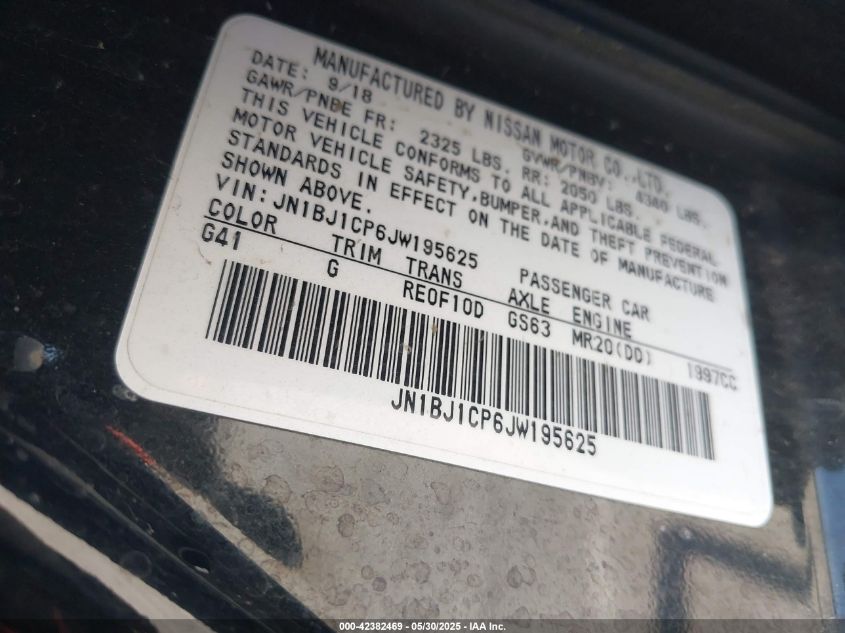 MANUFACTURED BY NISSAN MOTOR CO.,LTD.
DATE: 9/18 GVWR/PNBV: 4340 LBS.
GAWR/PNBE FR: 2325 LBS. RR: 2050 LBS.
THIS VEHICLE CONFORMS TO ALL APPLICABLE FEDERAL
MOTOR VEHICLE SAFETY,BUMPER,AND THEFT PREVENTION
STANDARDS IN EFFECT ON THE DATE OF MANUFACTURE
SHOWN ABOVE.
VIN:JN1BJ1CP6JW195625 PASSENGER CAR
COLOR TRIM TRANS AXLE ENGINE
G41 G RE0F10D GS63 MR20(DD) 1997CC
JN1BJ1CP6JW195625
000-42382469 - 05/30/2025 - IAA Inc.